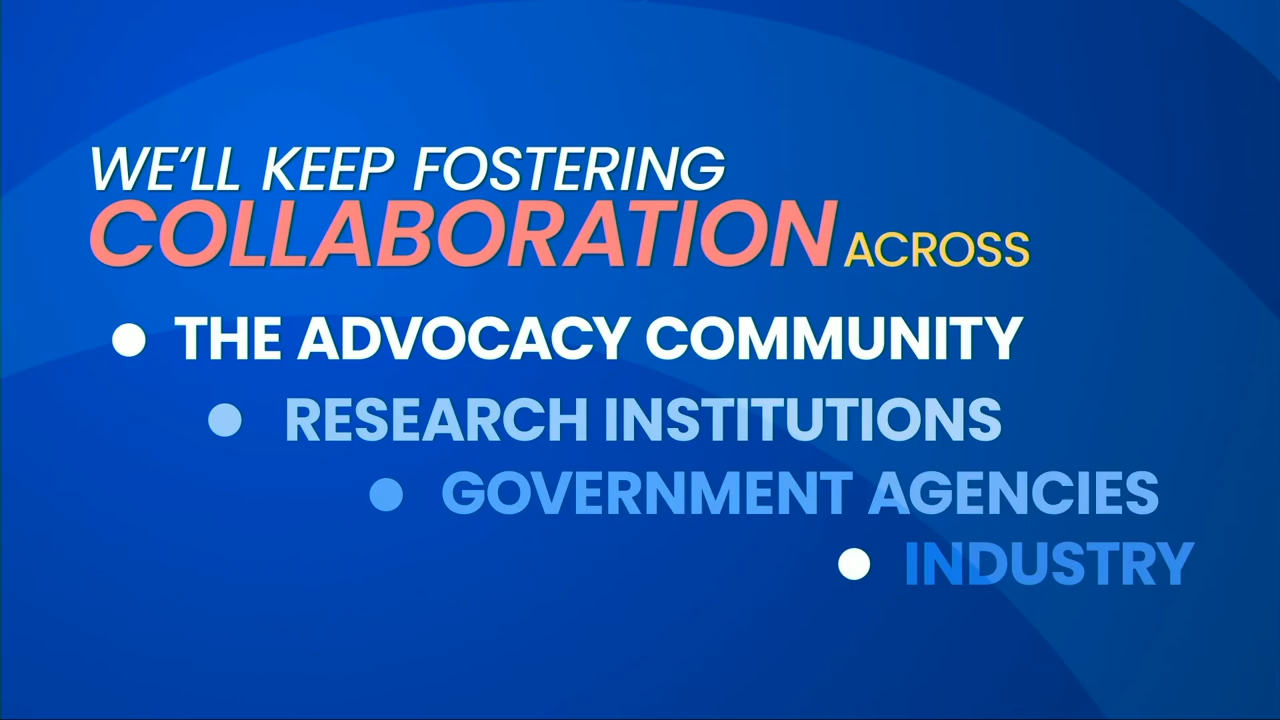 WE'LL KEEP FOSTERING
COLLABORATION ACROSS
THE ADVOCACY COMMUNITY
RESEARCH INSTITUTIONS
GOVERNMENT AGENCIES
INDUSTRY